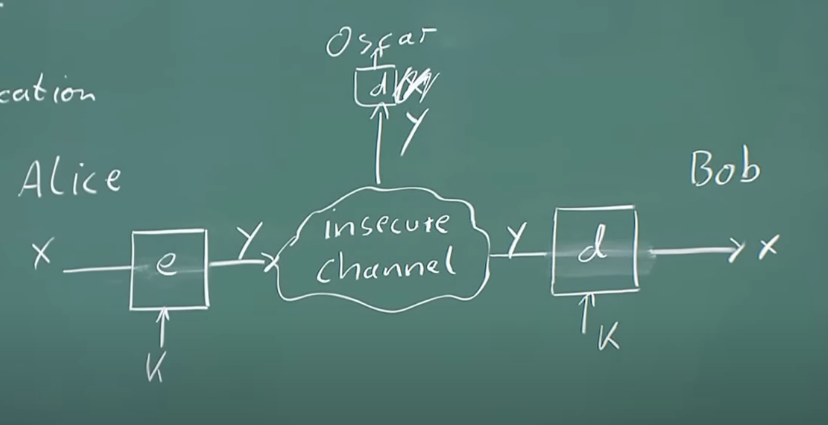 Oscar
d
cation
Y
Alice
Bob
X
e
Y
insecure
channel
Y
d
X
K
K